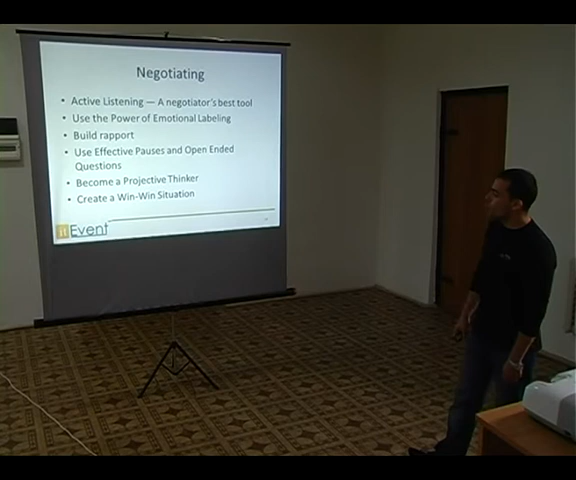 Negotiating
• Active Listening — A negotiator's best tool
• Use the Power of Emotional Labeling
• Build rapport
• Use Effective Pauses and Open Ended
Questions
• Become a Projective Thinker
• Create a Win-Win Situation
itEvent